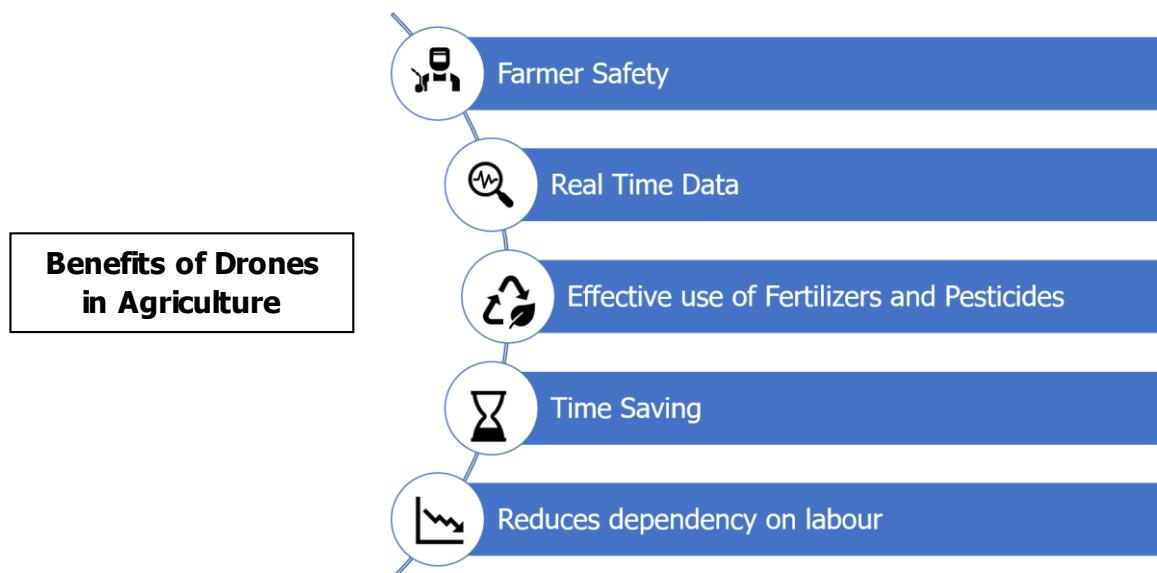 Farmer Safety
Real Time Data
Benefits of Drones
in Agriculture
Effective use of Fertilizers and Pesticides
Time Saving
Reduces dependency on labour